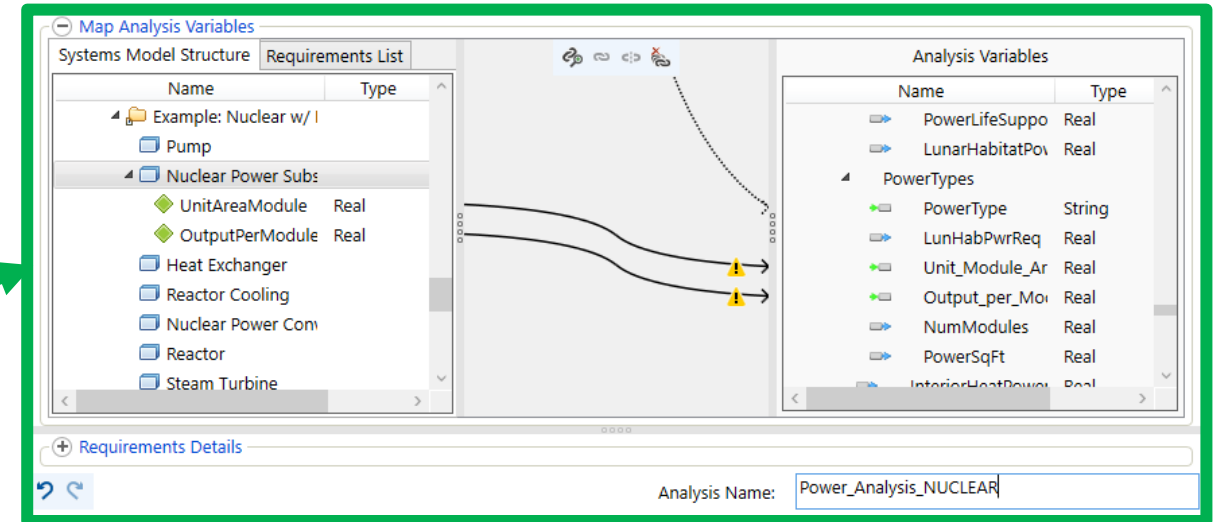 Map Analysis Variables
Systems Model Structure Requirements List
Name Type
Example: Nuclear w/
Pump
Nuclear Power Subs
UnitAreaModule Real
OutputPerModule Real
Heat Exchanger
Reactor Cooling
Nuclear Power Conv
Reactor
Steam Turbine
Analysis Variables
Name Type
PowerLifeSuppo Real
LunarHabitatPov Real
PowerTypes
PowerType String
LunHabPwrReq Real
Unit_Module_Ar Real
Output_per_Mo Real
NumModules Real
PowerSqFt Real
InteriorHeatPower Real
Requirements Details
Analysis Name: Power_Analysis_NUCLEAR